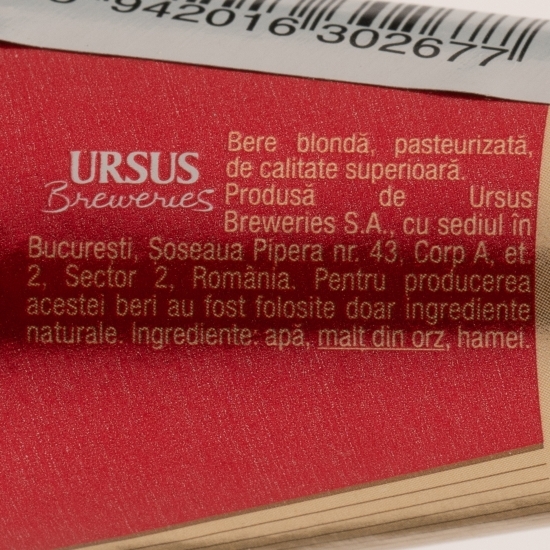 942016 302677
Bere blondă, pasteurizată,
de calitate superioară.
URSUS
Breweries
Produsă de Ursus
Breweries S.A., cu sediul în
București, Șoseaua Pipera nr. 43, Corp A, et.
2, Sector 2, România. Pentru producerea
acestei beri au fost folosite doar ingrediente
naturale. Ingrediente: apă, malț din orz, hamei.